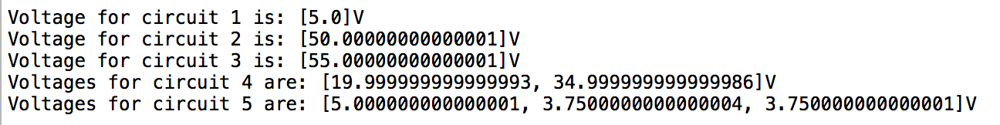 Voltage for circuit 1 is: [5.0]V
Voltage for circuit 2 is: [50.00000000000001]V
Voltage for circuit 3 is: [55.00000000000001]V
Voltages for circuit 4 are: [19.999999999999993, 34.999999999999986]V
Voltages for circuit 5 are: [5.000000000000001, 3.7500000000000004, 3.750000000000001]V